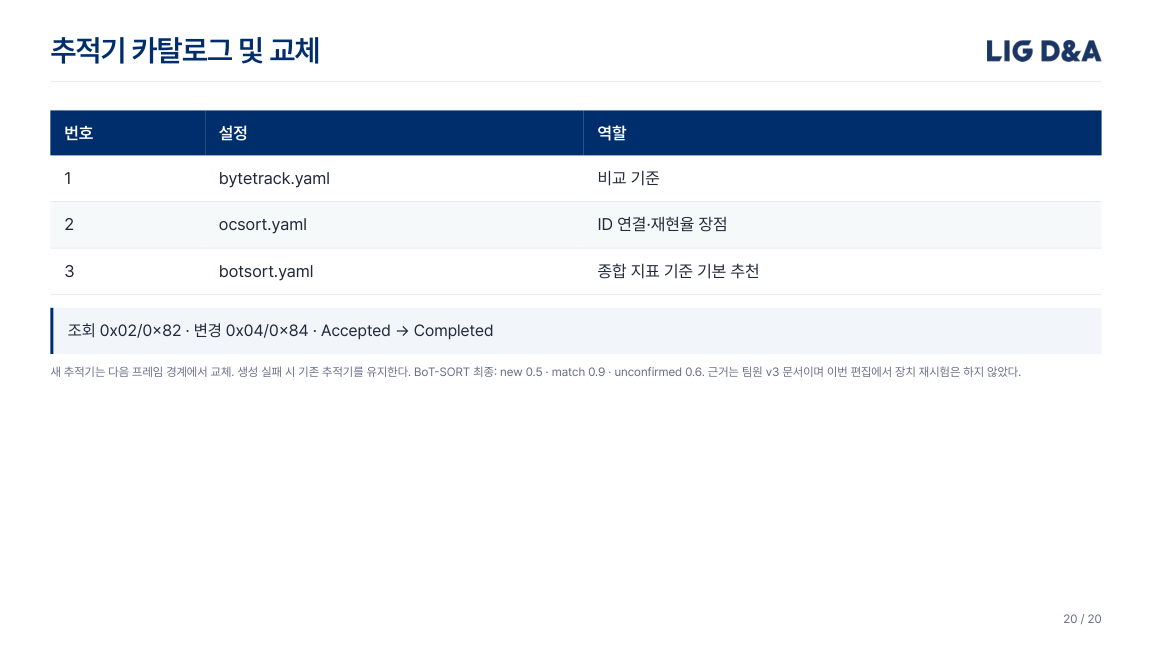 추적기 카탈로그 및 교체
LIG D&A
번호 설정 역할
1 bytetrack.yaml 비교 기준
2 ocsort.yaml ID 연결·재현율 장점
3 botsort.yaml 종합 지표 기준 기본 추천
조회 0x02/0×82 · 변경 0x04/0×84 · Accepted → Completed
새 추적기는 다음 프레임 경계에서 교체. 생성 실패 시 기존 추적기를 유지한다. BoT-SORT 최종: new 0.5 · match 0.9 · unconfirmed 0.6. 근거는 팀원 v3 문서이며 이번 편집에서 장치 재시험은 하지 않았다.
20 / 20